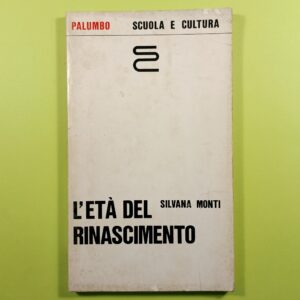 PALUMBO SCUOLA E CULTURA
L'ETÀ DEL SILVANA MONTI
RINASCIMENTO